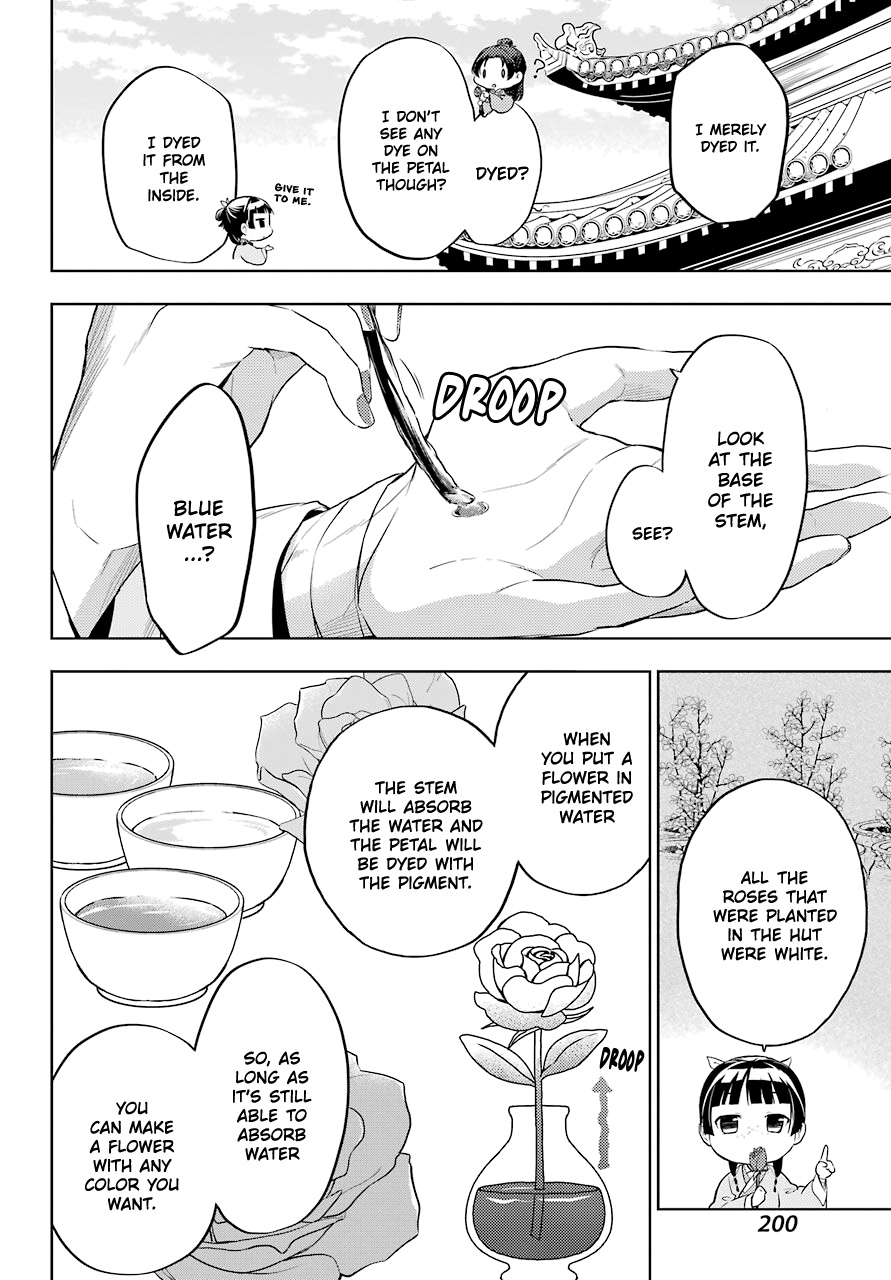 I MERELY
DYED IT.
DYED?
I DON'T
SEE ANY
DYE ON
THE PETAL
THOUGH?
GIVE IT
TO ME.
I DYED
IT FROM
THE
INSIDE.
LOOK
AT THE
BASE
OF THE
STEM,
SEE?
DROOP
BLUE
WATER
...?
ALL THE
ROSES THAT
WERE PLANTED
IN THE HUT
WERE WHITE.
WHEN
YOU PUT A
FLOWER IN
PIGMENTED
WATER
THE STEM
WILL ABSORB
THE WATER AND
THE PETAL WILL
BE DYED WITH
THE PIGMENT.
DROOP
SO, AS
LONG AS
IT'S STILL
ABLE TO
ABSORB
WATER
YOU
CAN MAKE
A FLOWER
WITH ANY
COLOR YOU
WANT.
200